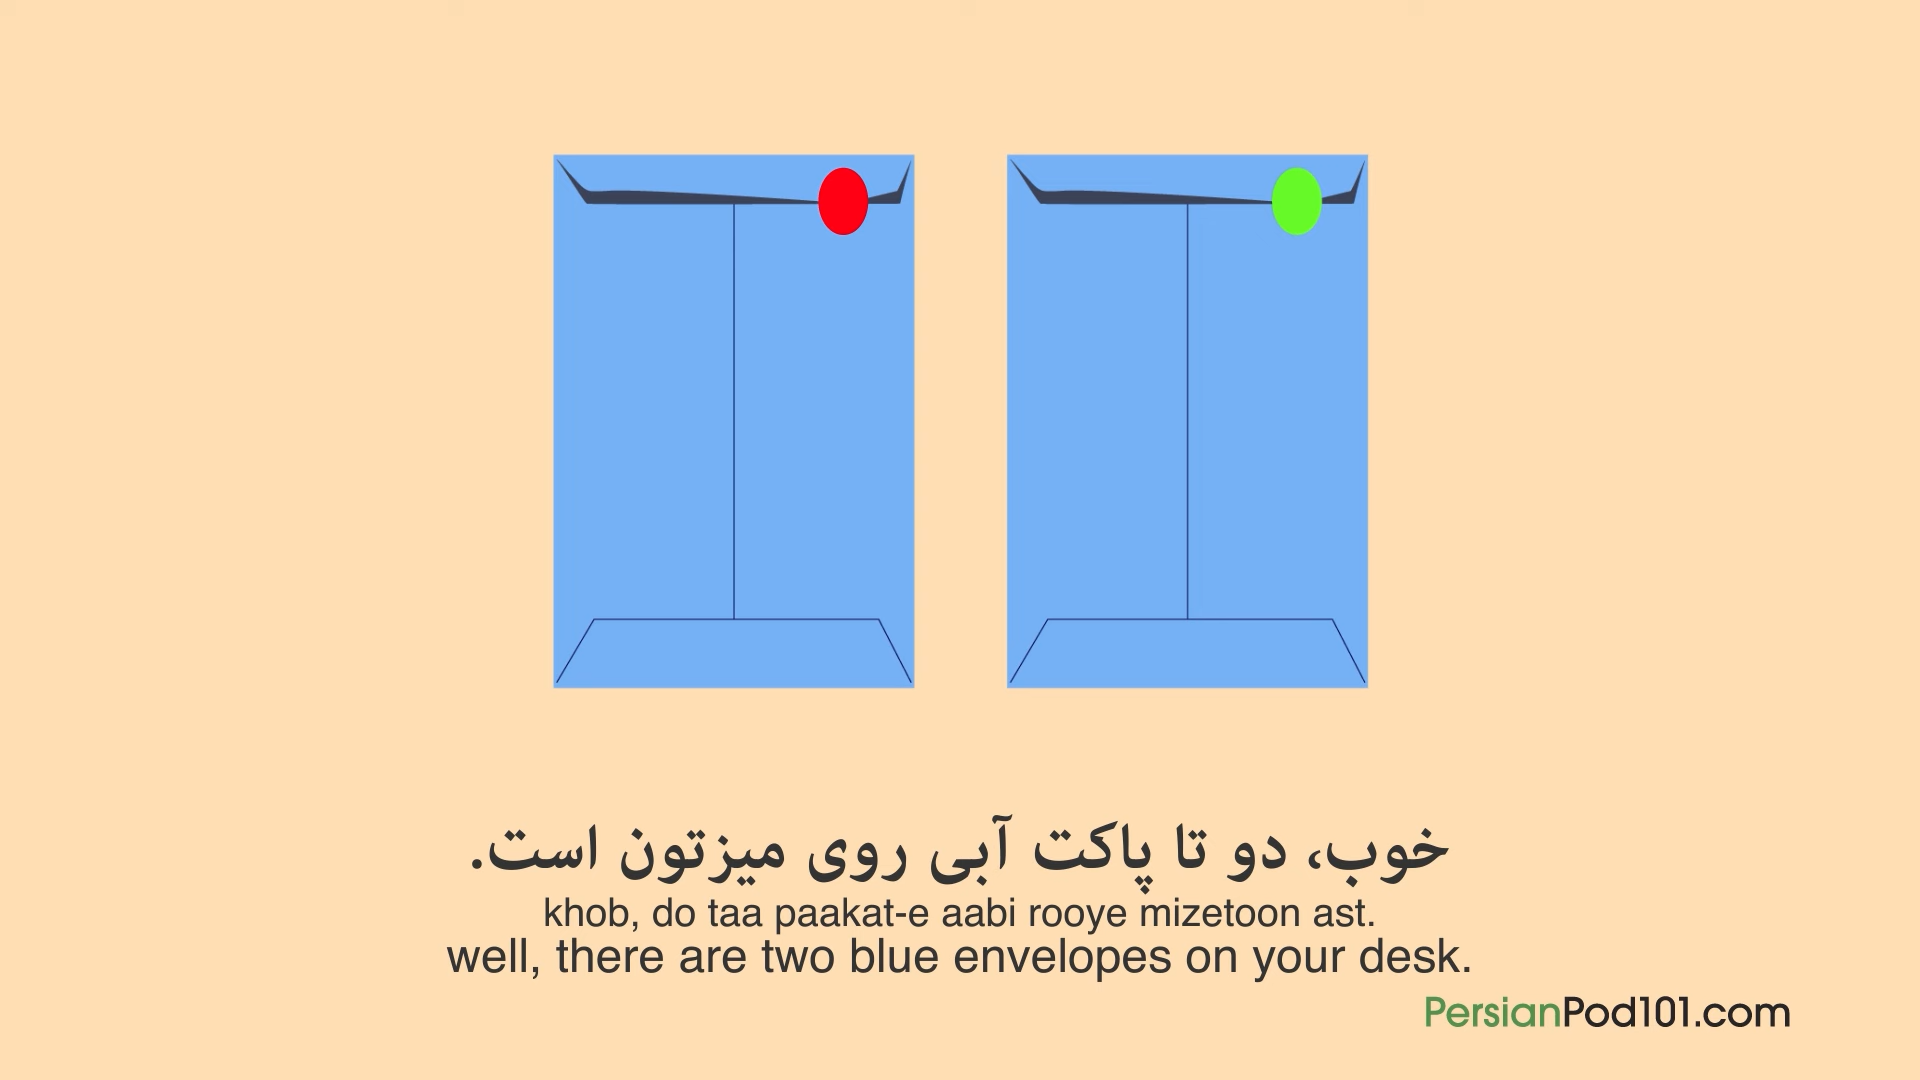 خوب، دو تا پاکت آبی روی میزتون است.
khob, do taa paakat-e aabi rooye mizetoon ast.
well, there are two blue envelopes on your desk.
PersianPod101.com